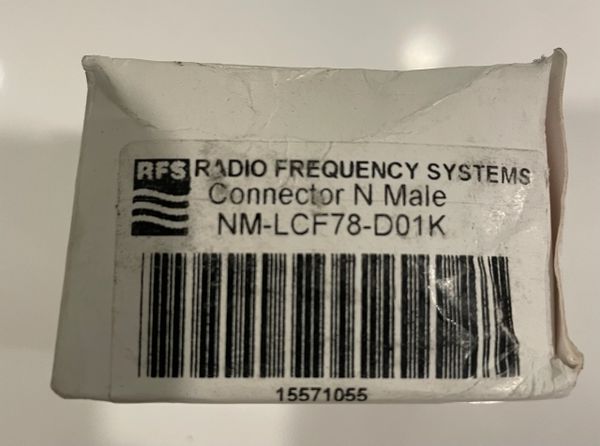 RFS RADIO FREQUENCY SYSTEMS
Connector N Male
NM-LCF78-D01K
15571055